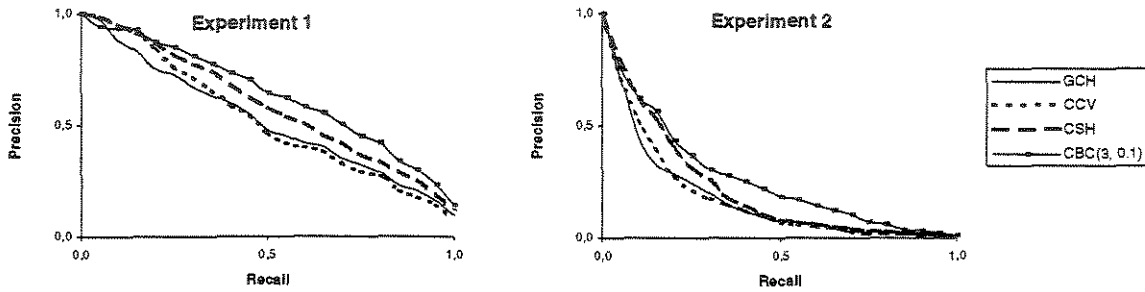 Experiment 1
1,0
0,5
0,0
Precision
0,0
0,5
1,0
Recall
Experiment 2
1,0
0,5
0,0
Precision
0,0
0,5
1,0
Recall
GCH
CCV
CSH
CBC(3, 0.1)